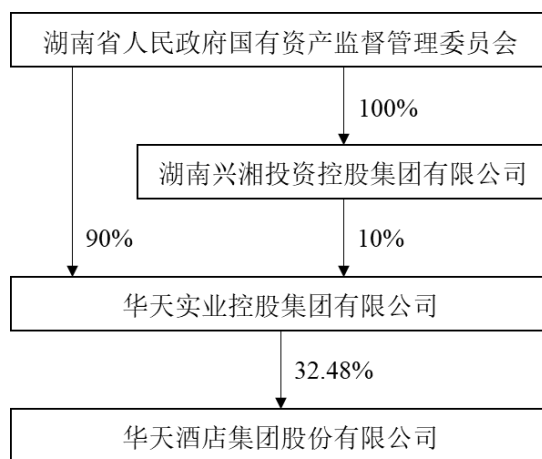 湖南省人民政府国有资产监督管理委员会
100%
湖南兴湘投资控股集团有限公司
90%
10%
华天实业控股集团有限公司
32.48%
华天酒店集团股份有限公司